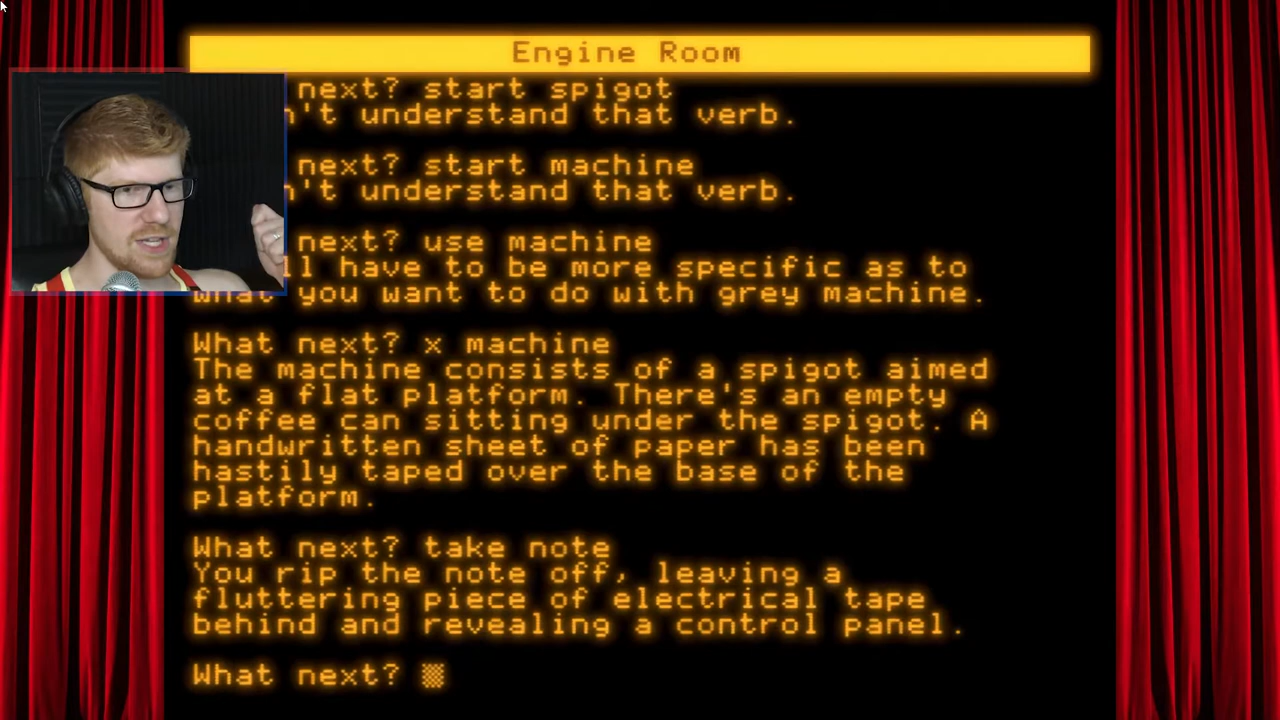 Engine Room
next? start spigot
n't understand that verb.
next? start machine
n't understand that verb.
next? use machine
ll have to be more specific as to
what you want to do with grey machine.
What next? x machine
The machine consists of a spigot aimed
at a flat platform. There's an empty
coffee can sitting under the spigot. A
handwritten sheet of paper has been
hastily taped over the base of the
platform.
What next? take note
You rip the note off, leaving a
fluttering piece of electrical tape
behind and revealing a control panel.
What next?